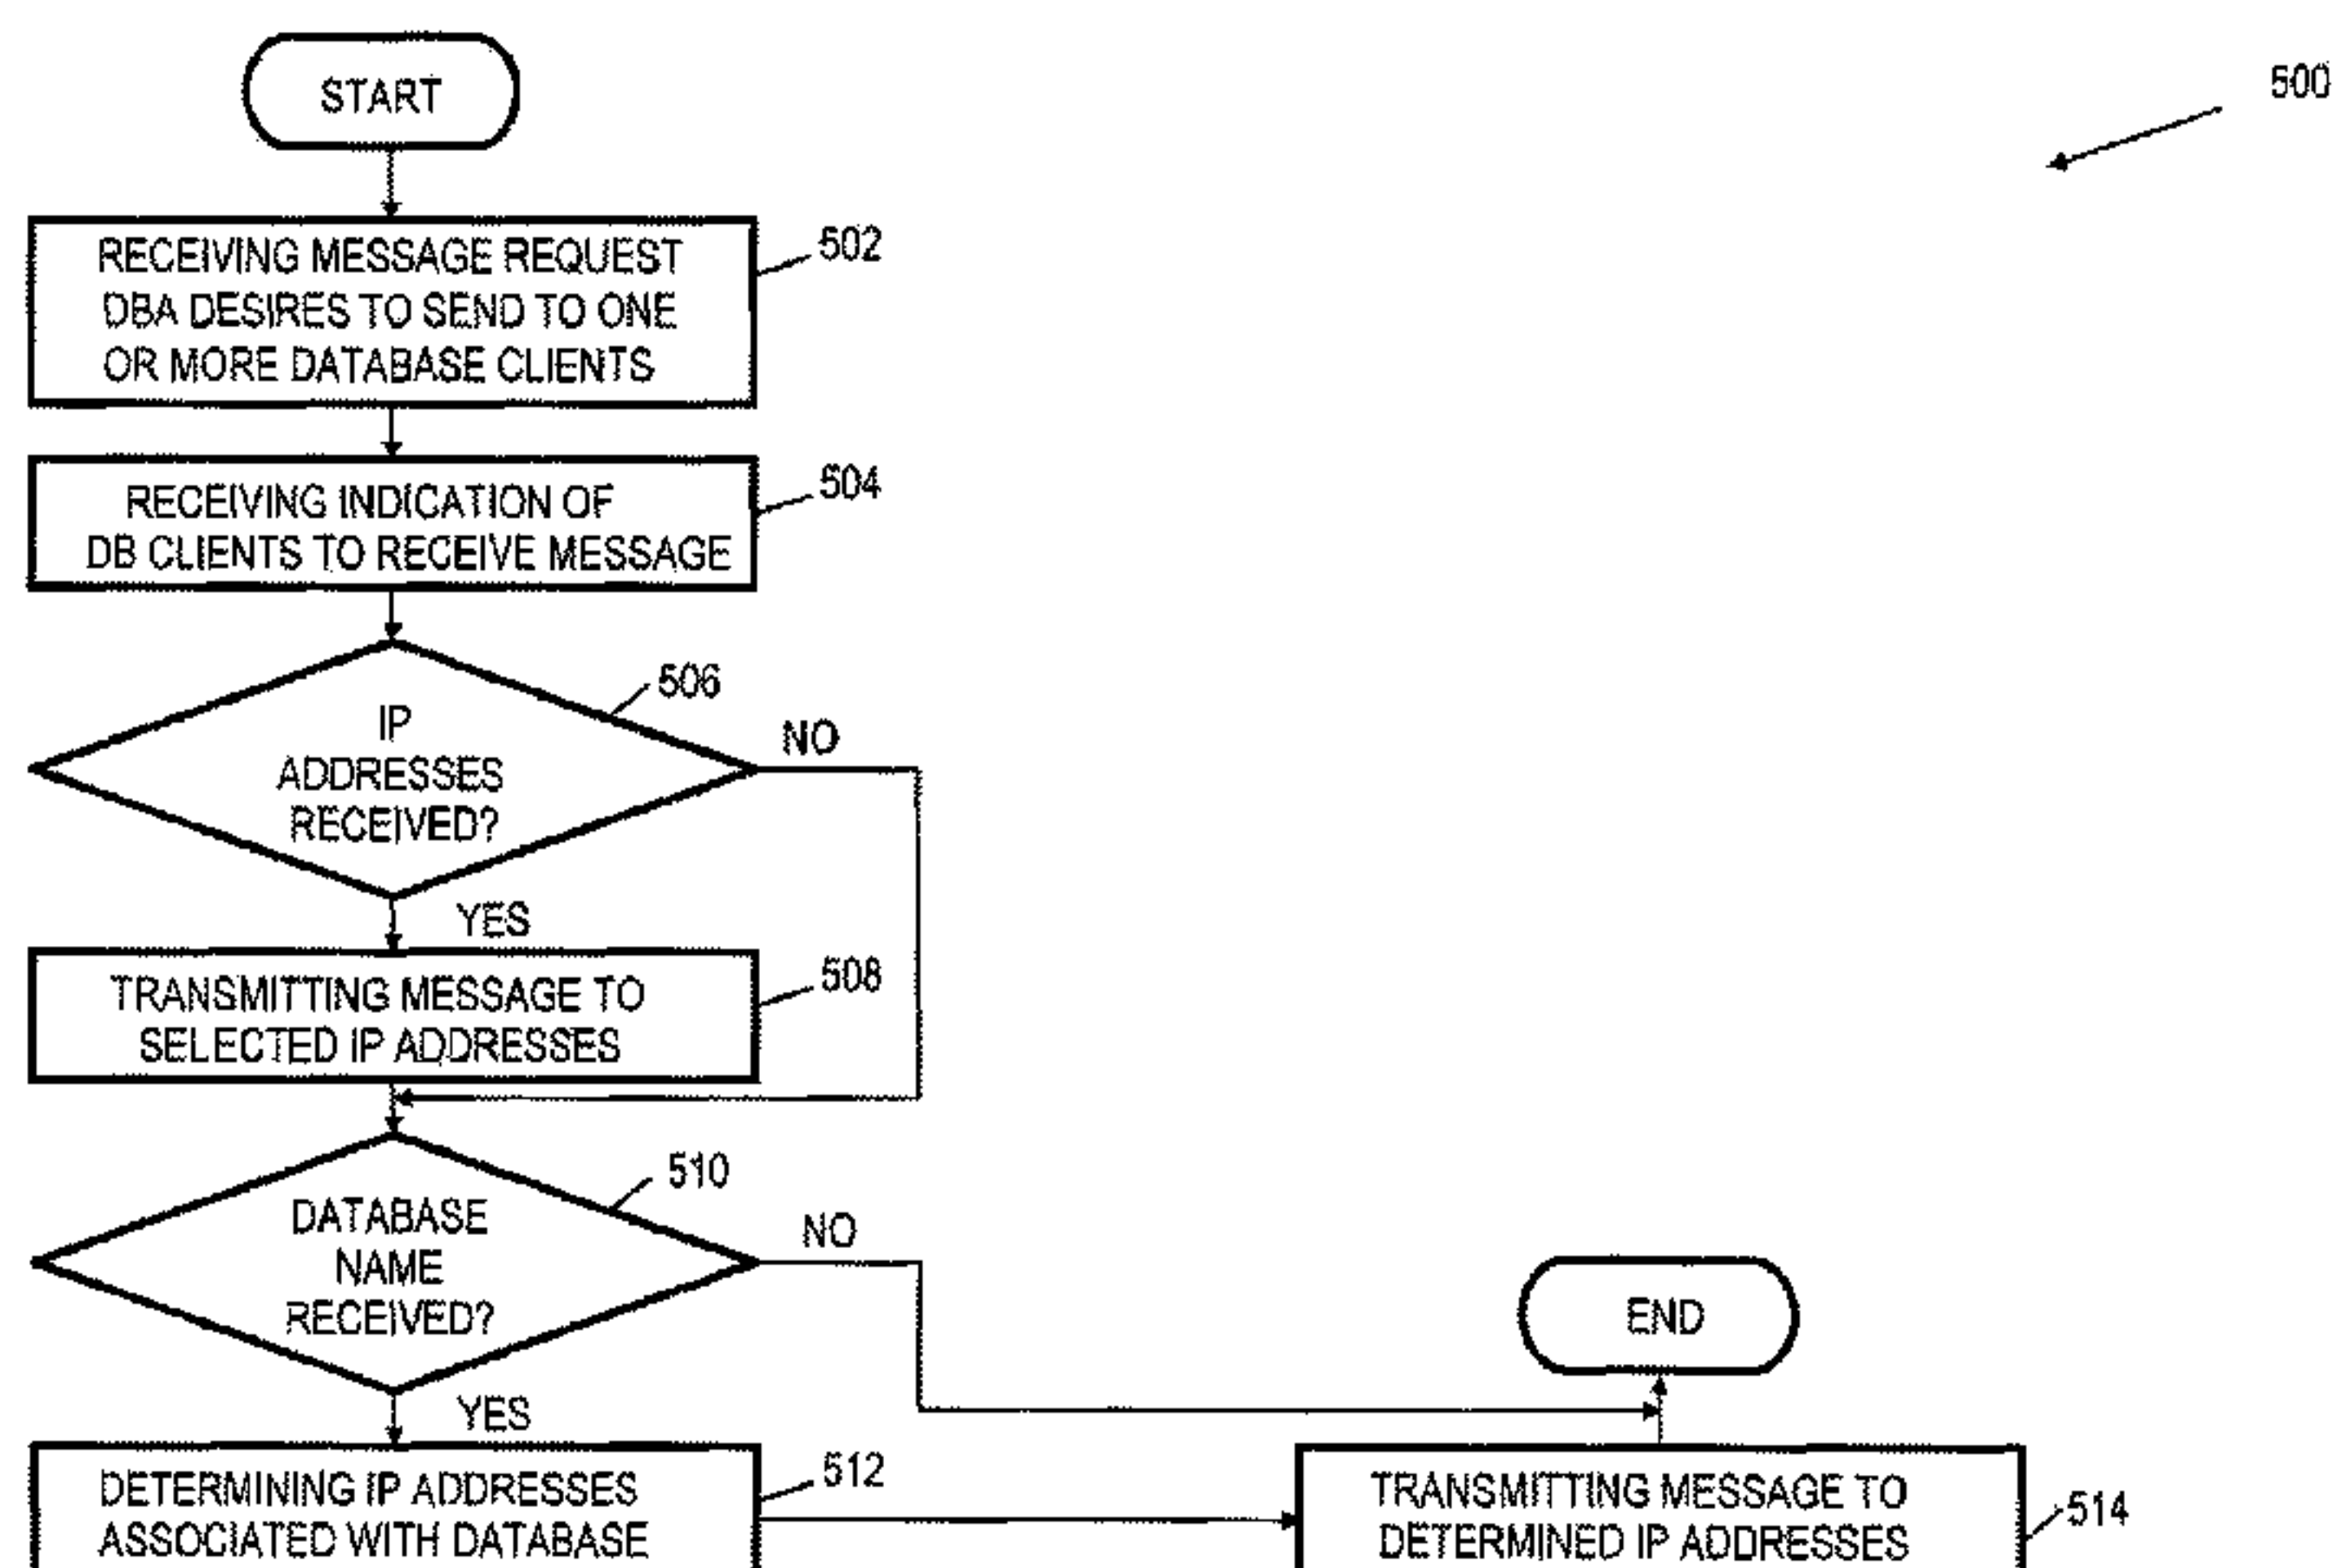 START
500
RECEIVING MESSAGE REQUEST
DBA DESIRES TO SEND TO ONE
OR MORE DATABASE CLIENTS
502
RECEIVING INDICATION OF
DB CLIENTS TO RECEIVE MESSAGE
504
506
IP
ADDRESSES
RECEIVED?
NO
YES
TRANSMITTING MESSAGE TO
SELECTED IP ADDRESSES
508
510
DATABASE
NAME
RECEIVED?
NO
YES
END
DETERMINING IP ADDRESSES
ASSOCIATED WITH DATABASE
512
TRANSMITTING MESSAGE TO
DETERMINED IP ADDRESSES
514